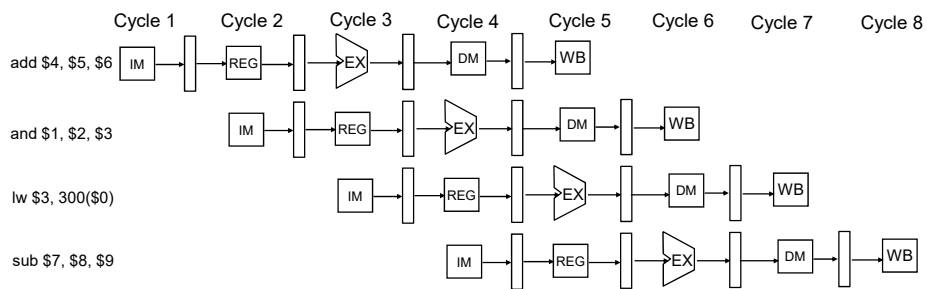 Cycle 1 Cycle 2 Cycle 3 Cycle 4 Cycle 5 Cycle 6 Cycle 7 Cycle 8
add $4, $5, $6 IM REG EX DM WB
and $1, $2, $3 IM REG EX DM WB
lw $3, 300($0) IM REG EX DM WB
sub $7, $8, $9 IM REG EX DM WB